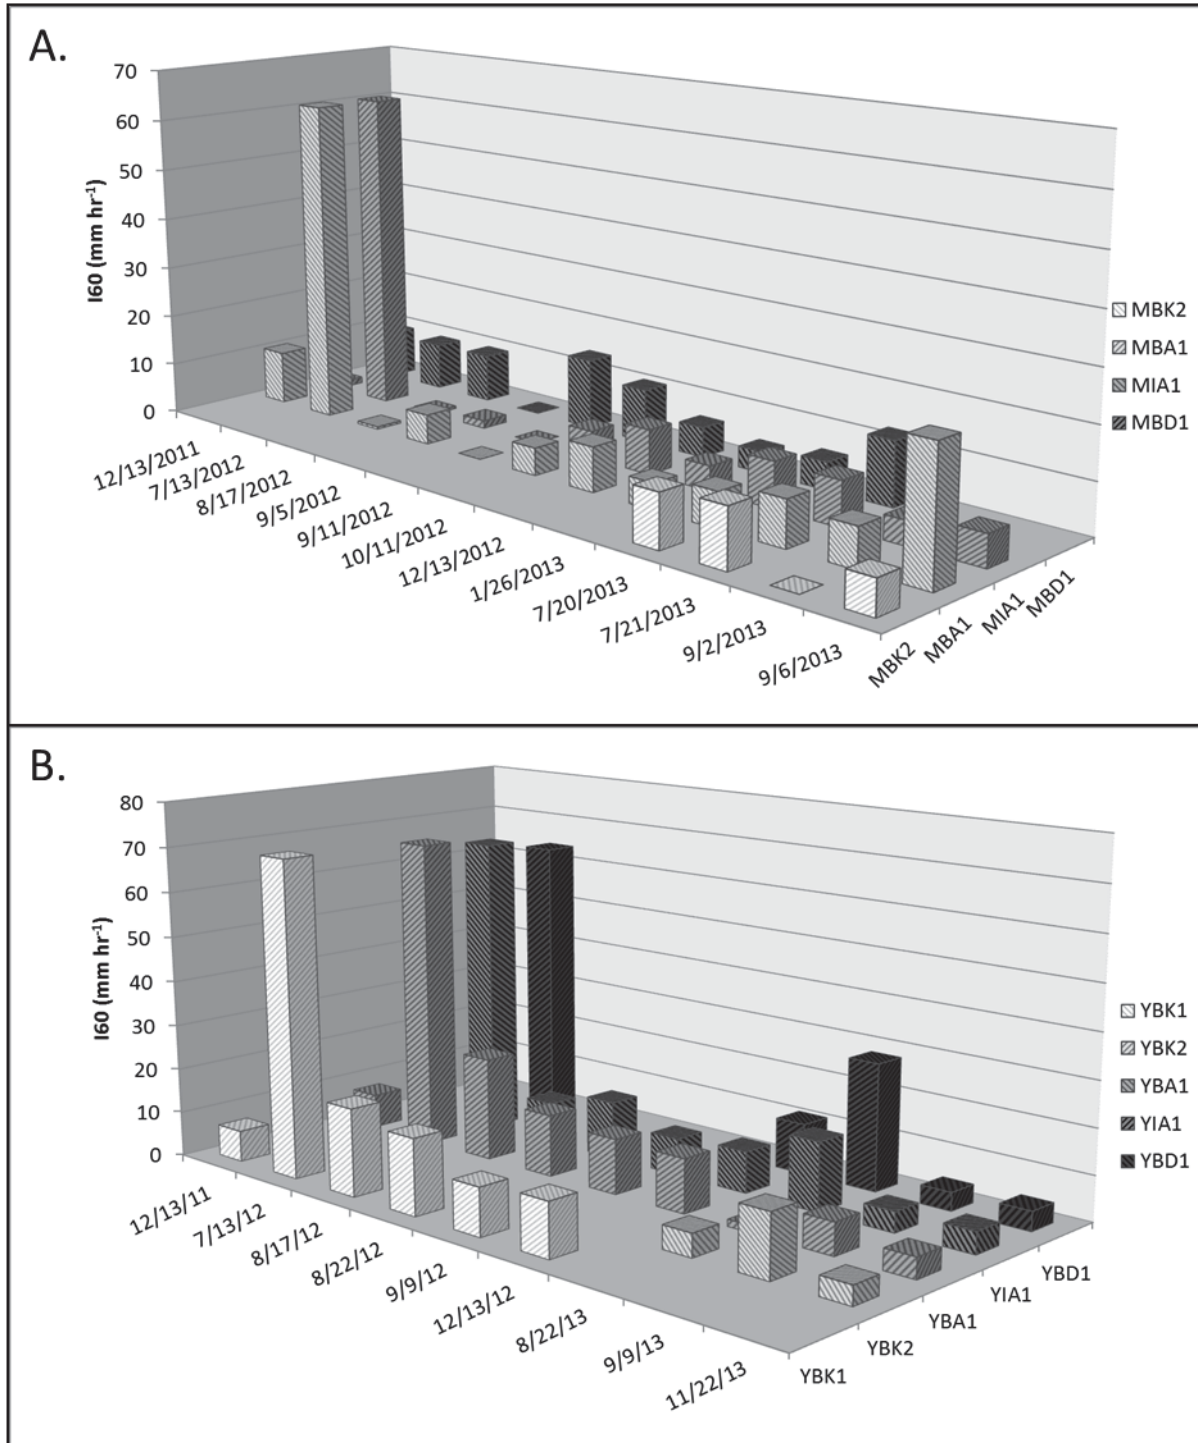 A.
70
60
50
40
30
20
10
0
I60 (mm hr-1)
12/13/2011
7/13/2012
8/17/2012
9/5/2012
9/11/2012
10/11/2012
12/13/2012
1/26/2013
7/20/2013
7/21/2013
9/2/2013
9/6/2013
MBK2
MBA1
MIA1
MBD1
MBK2
MBA1
MIA1
MBD1
B.
80
70
60
50
40
30
20
10
0
I60 (mm hr-1)
12/13/11
7/13/12
8/17/12
8/22/12
9/9/12
12/13/12
8/22/13
9/9/13
11/22/13
YBK1
YBK2
YBA1
YIA1
YBD1
YBK1
YBK2
YBA1
YIA1
YBD1